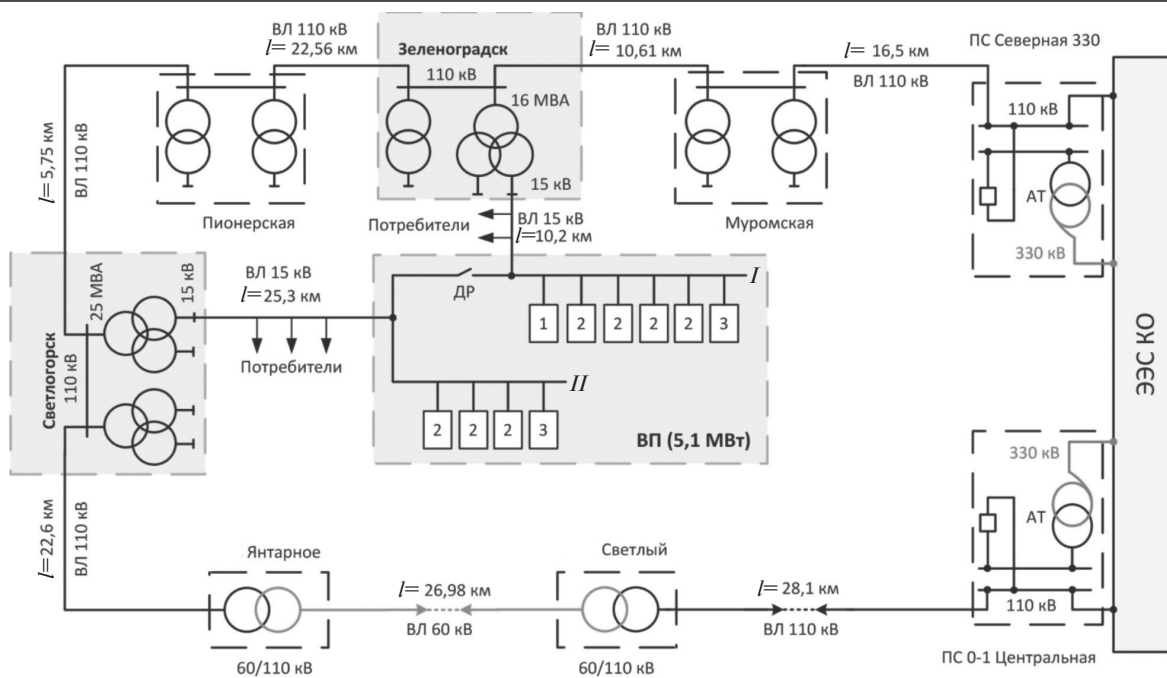 ВЛ 110 кВ
l= 22,56 км
Зеленоградск
110 кВ
16 МВА
15 кВ
ВЛ 110 кВ
l= 10,61 км
l= 16,5 км
ВЛ 110 кВ
ПС Северная 330
110 кВ
АТ
330 кВ
l= 5,75 км
ВЛ 110 кВ
Пионерская
Потребители
ВЛ 15 кВ
l=10,2 км
Муромская
ЭЭС КО
Светлогорск
110 кВ
25 МВА
15 кВ
ВЛ 15 кВ
l=25,3 км
Потребители
ДР
I
1
2
2
2
2
3
II
2
2
2
3
ВП (5,1 МВт)
330 кВ
АТ
110 кВ
ПС 0-1 Центральная
l=22,6 км
ВЛ 110 кВ
Янтарное
60/110 кВ
l= 26,98 км
ВЛ 60 кВ
Светлый
60/110 кВ
l= 28,1 км
ВЛ 110 кВ